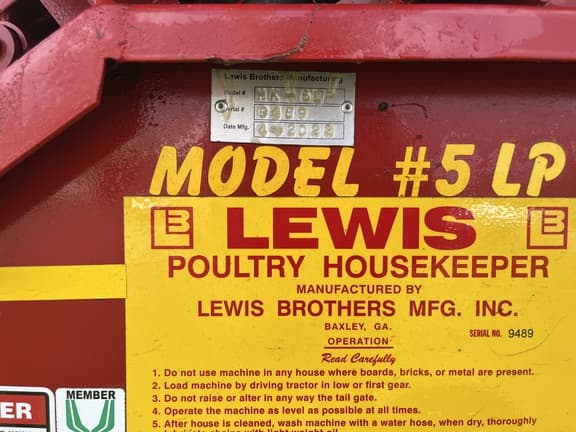 Lewis Brothers Manufacturing
Model #
Serial # 9489
Date Mfg. 4-2022
MODEL #5 LP
LEWIS
POULTRY HOUSEKEEPER
MANUFACTURED BY
LEWIS BROTHERS MFG. INC.
BAXLEY, GA.
SERIAL NO. 9489
OPERATION
Read Carefully
1. Do not use machine in any house where boards, bricks, or metal are present.
2. Load machine by driving tractor in low or first gear.
3. Do not raise or alter in any way the tail gate.
4. Operate the machine as level as possible at all times.
5. After house is cleaned, wash machine with a water hose, when dry, thoroughly
ER
MEMBER